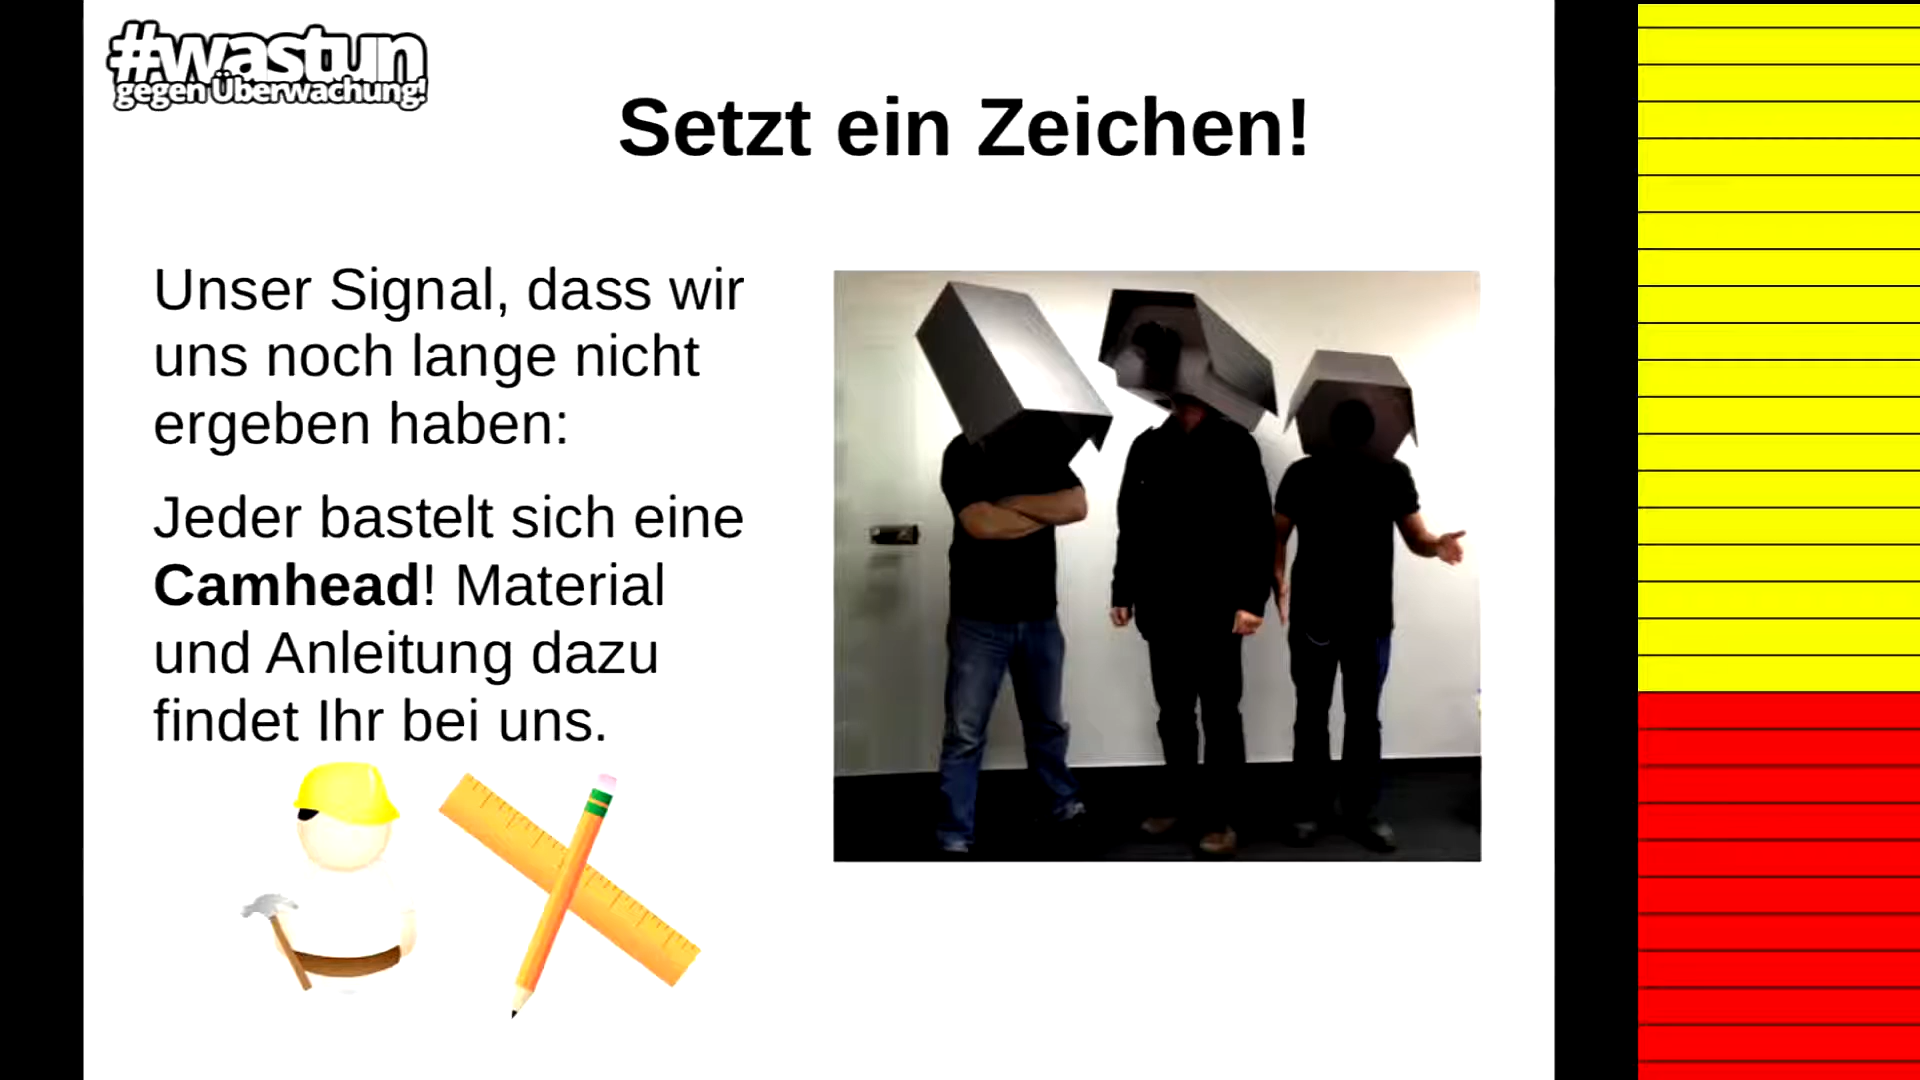 #wastun
gegen Überwachung!
Setzt ein Zeichen!
Unser Signal, dass wir
uns noch lange nicht
ergeben haben:
Jeder bastelt sich eine
Camhead! Material
und Anleitung dazu
findet Ihr bei uns.